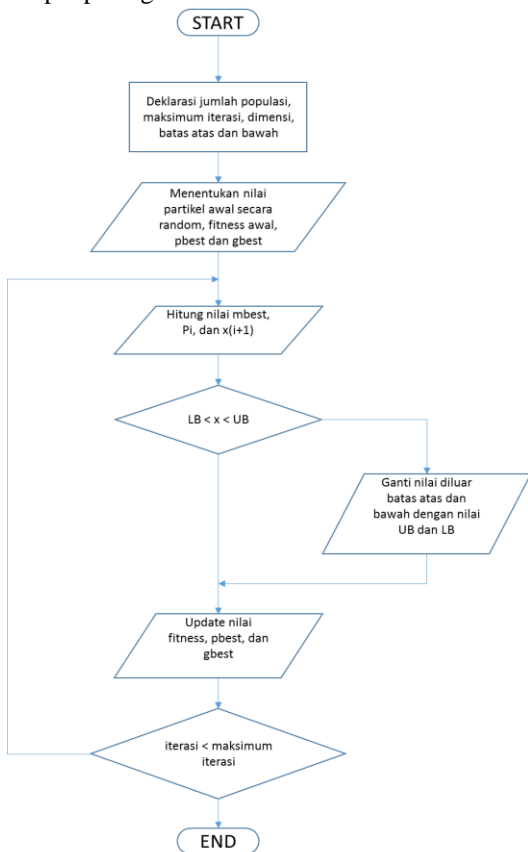 START
Deklarasi jumlah populasi,
maksimum iterasi, dimensi,
batas atas dan bawah
Menentukan nilai
partikel awal secara
random, fitness awal,
pbest dan gbest
Hitung nilai mbest,
Pi, dan x(i+1)
LB < x < UB
Ganti nilai diluar
batas atas dan
bawah dengan nilai
UB dan LB
Update nilai
fitness, pbest, dan
gbest
iterasi < maksimum
iterasi
END